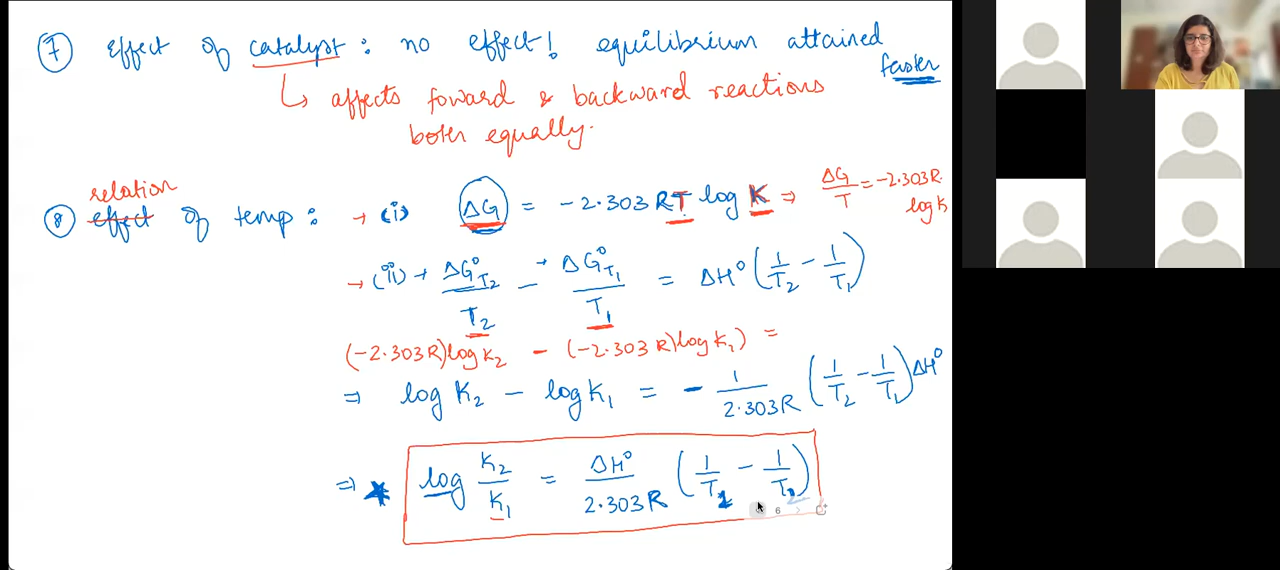 ⑦ Effect of catalyst : no effect! equilibrium attained faster
↳ affects foward & backward reactions
both equally.
relation
⑧ effect of temp : → (i) ΔG = -2.303 RT log K ⇒ ΔG/T = -2.303R. log K
→ (ii) → ΔG°T₂/T₂ - ΔG°T₁/T₁ = ΔH° (1/T₂ - 1/T₁)
(-2.303R) log K₂ - (-2.303 R) log K₁) =
⇒ log K₂ - log K₁ = - 1/2.303R (1/T₂ - 1/T₁) ΔH°
⇒ ★ log K₂/K₁ = ΔH°/2.303R (1/T₁ - 1/T₂)
6